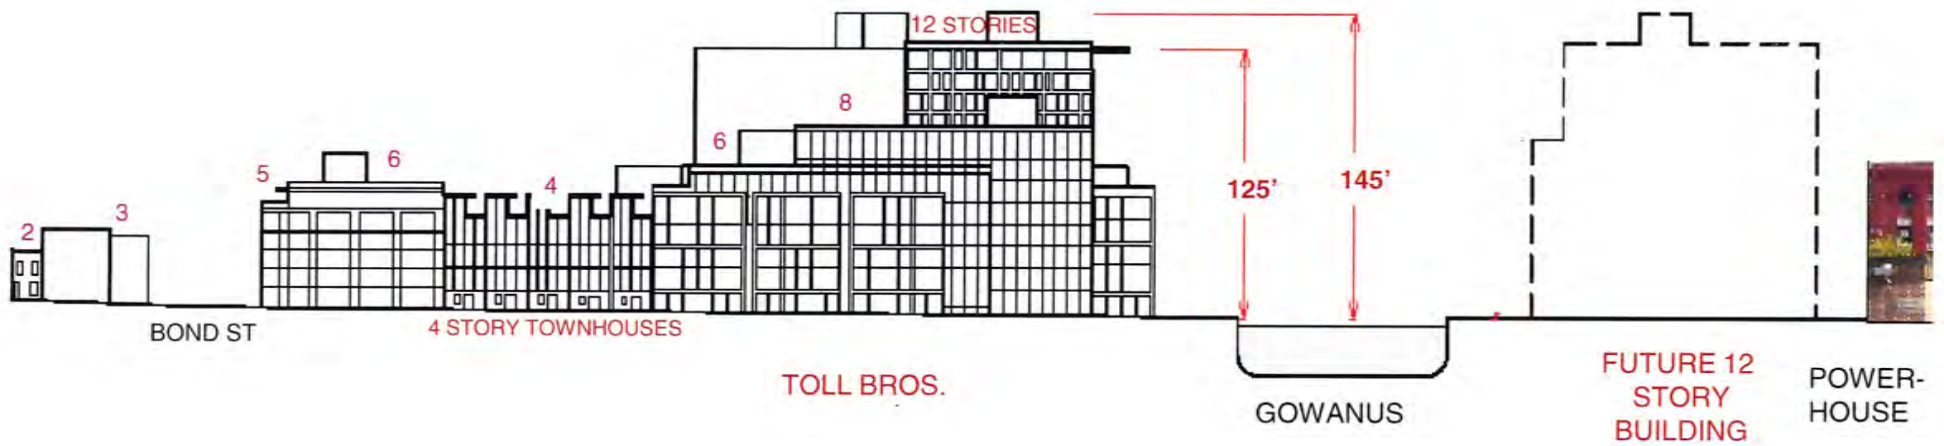 12 STORIES
8
6
5
6
4
3
2
125’
145’
BOND ST
4 STORY TOWNHOUSES
TOLL BROS.
GOWANUS
FUTURE 12
STORY
BUILDING
POWER-
HOUSE